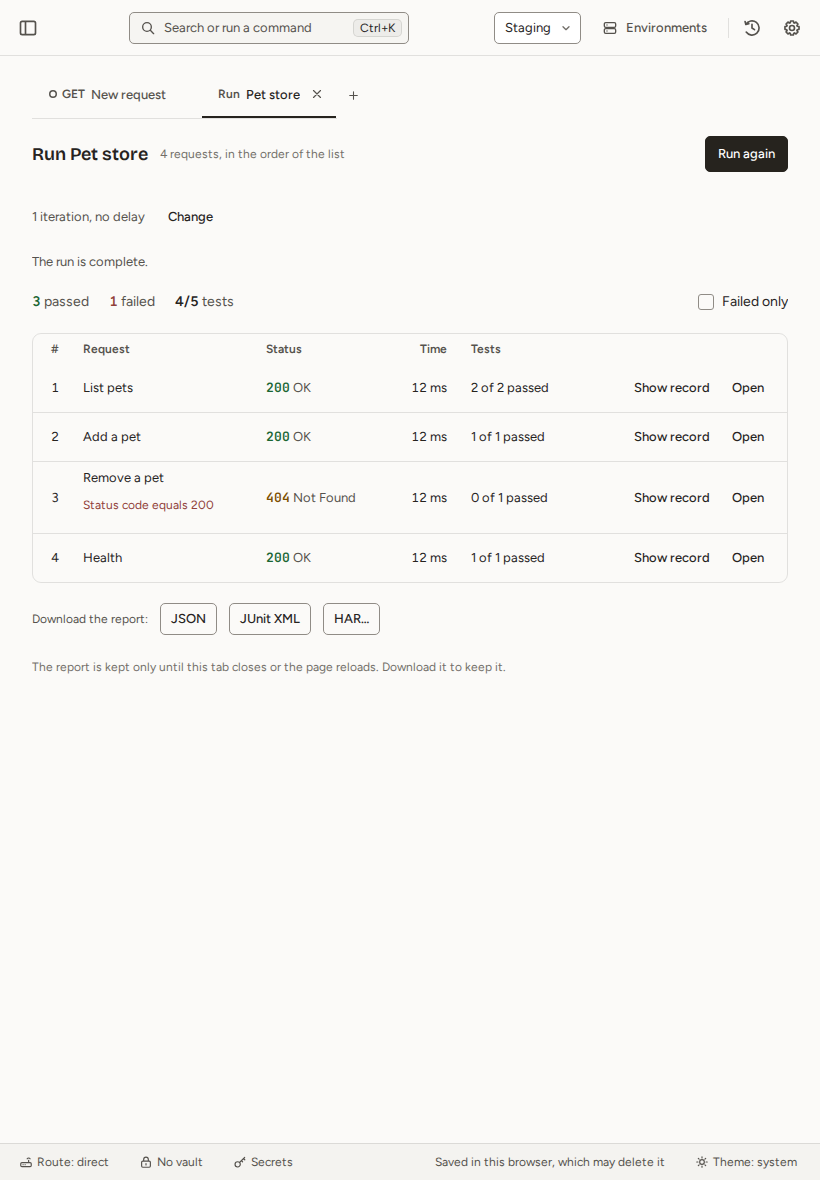 Search or run a command Ctrl+K Staging Environments
GET New request Run Pet store
Run Pet store 4 requests, in the order of the list Run again
1 iteration, no delay Change
The run is complete.
3 passed 1 failed 4/5 tests Failed only
# Request Status Time Tests
1 List pets 200 OK 12 ms 2 of 2 passed Show record Open
2 Add a pet 200 OK 12 ms 1 of 1 passed Show record Open
3 Remove a pet 404 Not Found 12 ms 0 of 1 passed Show record Open
Status code equals 200
4 Health 200 OK 12 ms 1 of 1 passed Show record Open
Download the report: JSON JUnit XML HAR...
The report is kept only until this tab closes or the page reloads. Download it to keep it.
Route: direct No vault Secrets Saved in this browser, which may delete it Theme: system